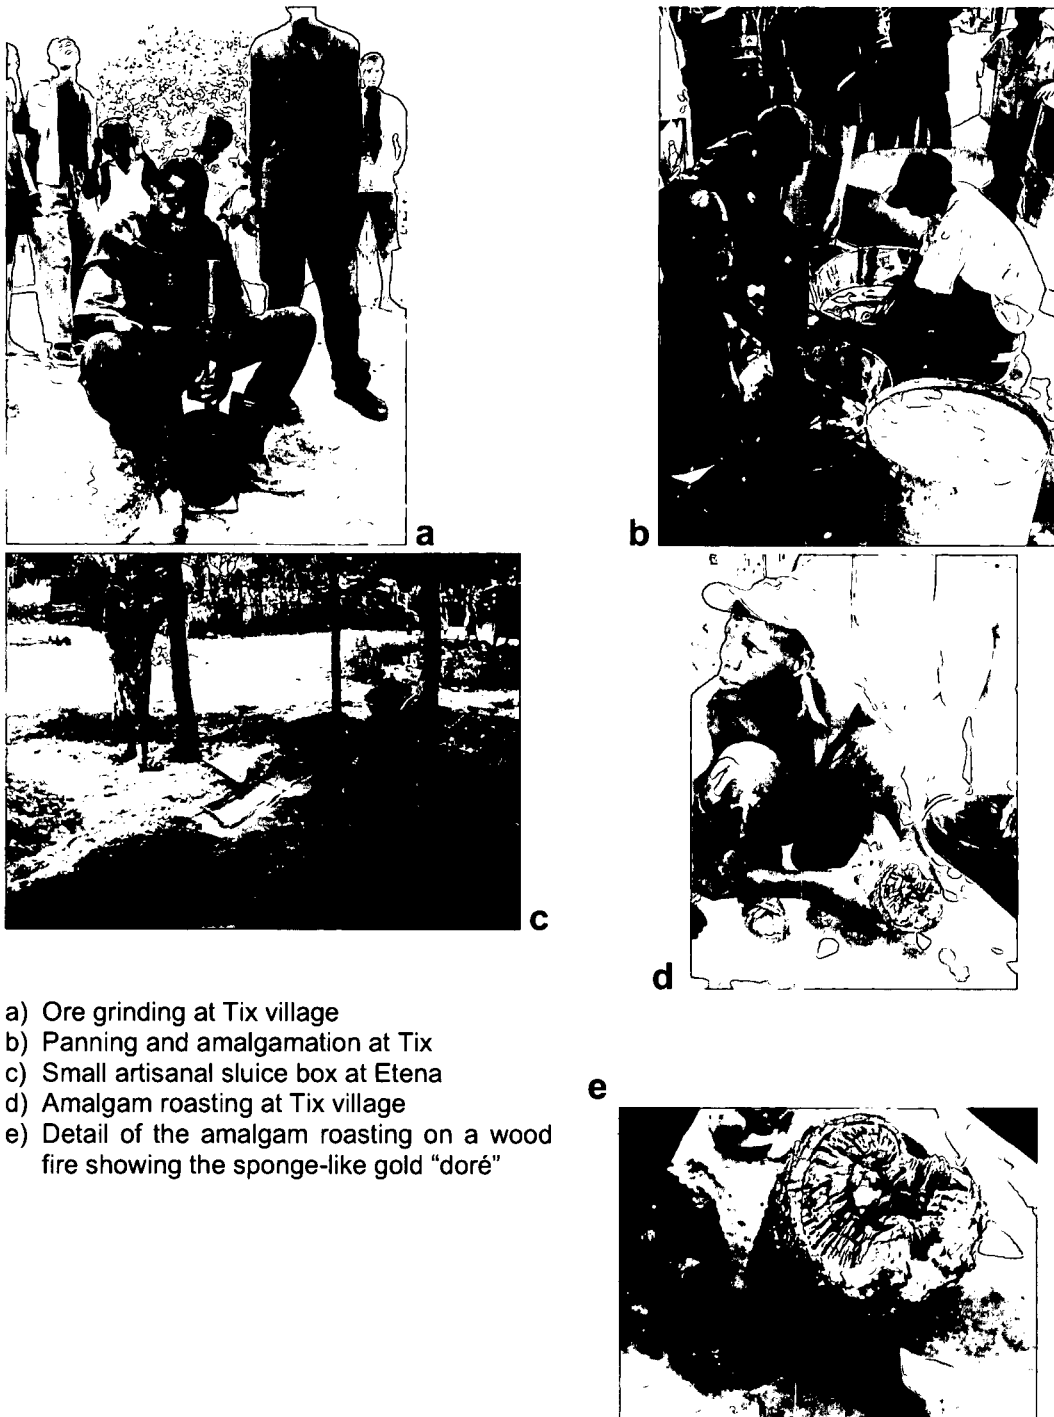 a
b
c
d
a) Ore grinding at Tix village
b) Panning and amalgamation at Tix
c) Small artisanal sluice box at Etena
d) Amalgam roasting at Tix village
e) Detail of the amalgam roasting on a wood
fire showing the sponge-like gold “doré”
e